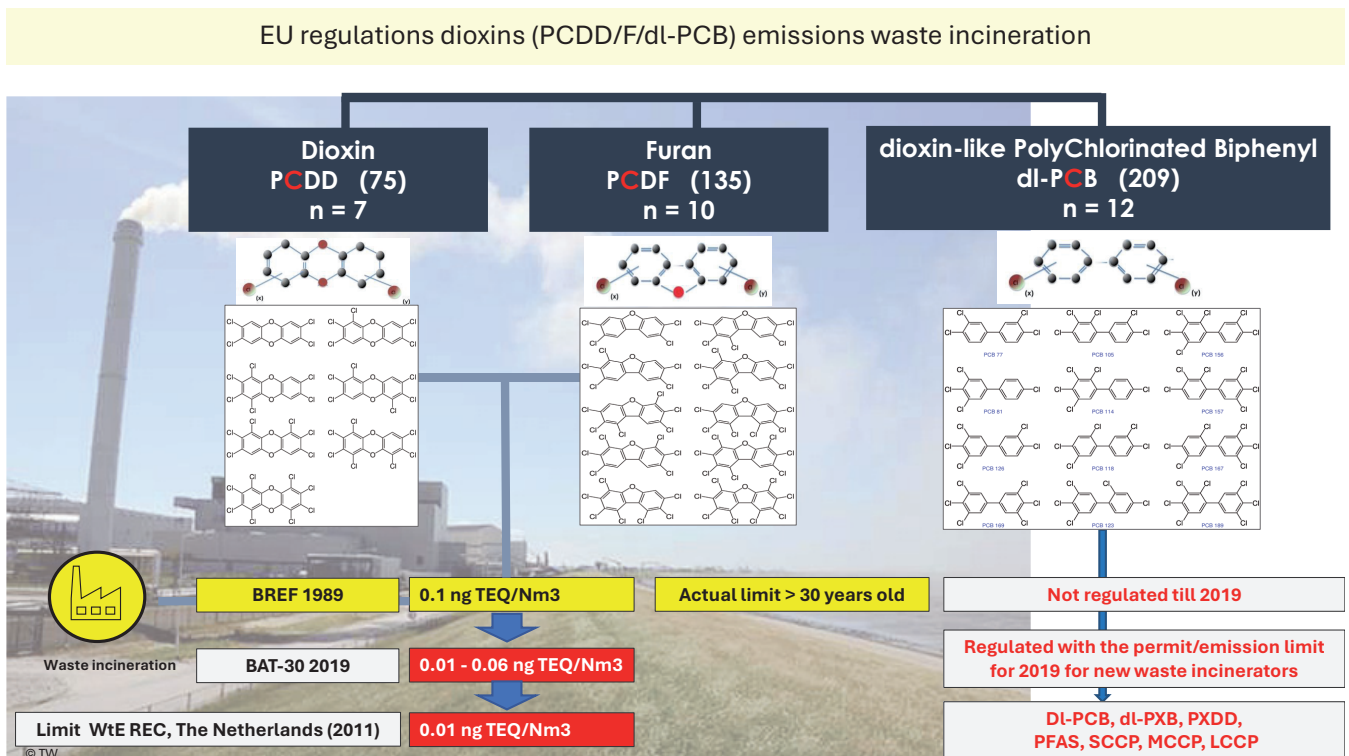 EU regulations dioxins (PCDD/F/dl-PCB) emissions waste incineration
Dioxin
PCDD (75)
n = 7
Furan
PCDF (135)
n = 10
dioxin-like PolyChlorinated Biphenyl
dl-PCB (209)
n = 12
(x)
(y)
(x)
(y)
(x)
(y)
PCB 77
PCB 105
PCB 156
PCB 81
PCB 114
PCB 157
PCB 126
PCB 118
PCB 167
PCB 169
PCB 123
PCB 189
BREF 1989
0.1 ng TEQ/Nm3
Actual limit > 30 years old
Not regulated till 2019
Waste incineration
BAT-30 2019
0.01 - 0.06 ng TEQ/Nm3
Regulated with the permit/emission limit
for 2019 for new waste incinerators
Limit WtE REC, The Netherlands (2011)
0.01 ng TEQ/Nm3
Dl-PCB, dl-PXB, PXDD,
PFAS, SCCP, MCCP, LCCP
© TW